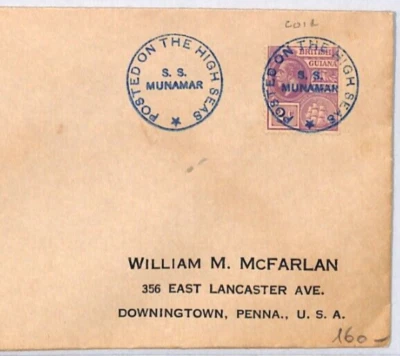 COIL
POSTED ON THE HIGH SEAS
S. S.
MUNAMAR
BRITISH
GUIANA
POSTED ON THE HIGH SEAS
S. S.
MUNAMAR
WILLIAM M. McFARLAN
356 EAST LANCASTER AVE.
DOWNINGTOWN, PENNA., U. S. A.
160-